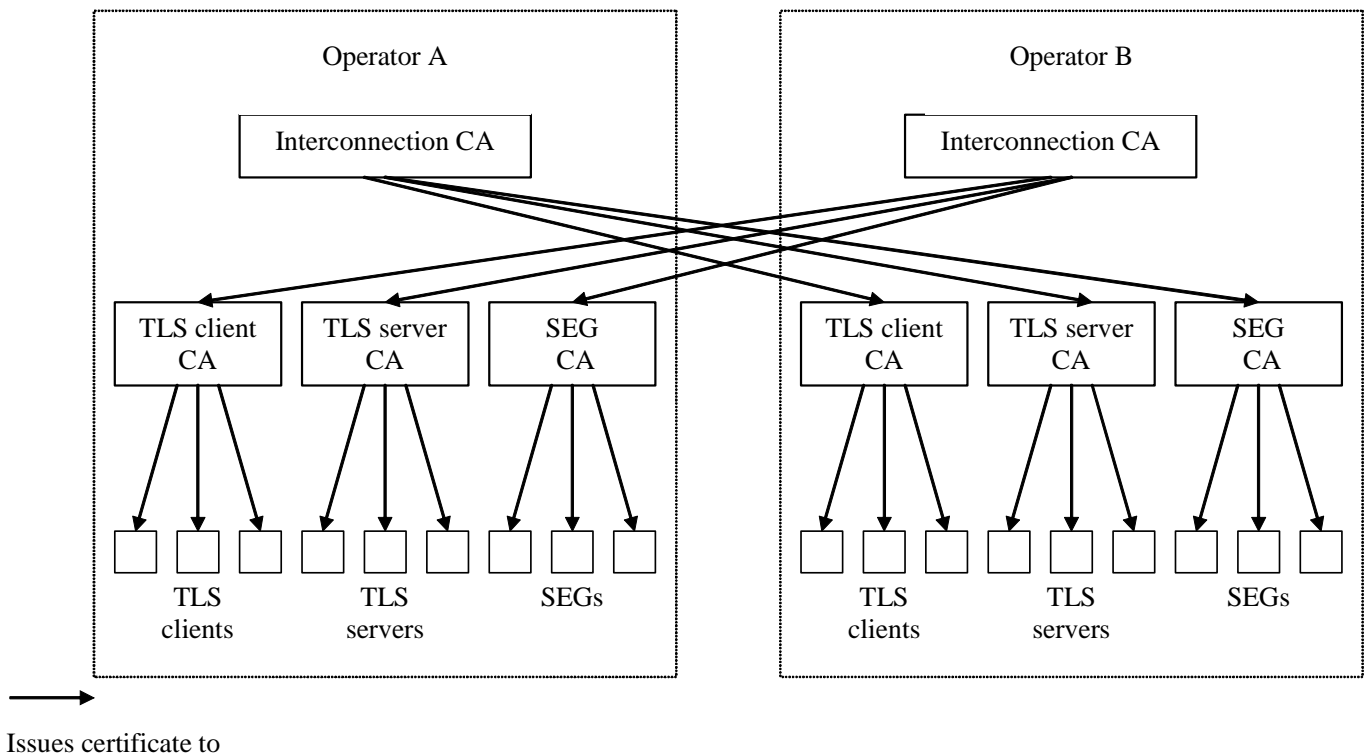 Operator A
Operator B
Interconnection CA
Interconnection CA
TLS client
CA
TLS server
CA
SEG
CA
TLS client
CA
TLS server
CA
SEG
CA
TLS
clients
TLS
servers
SEGs
TLS
clients
TLS
servers
SEGs
Issues certificate to